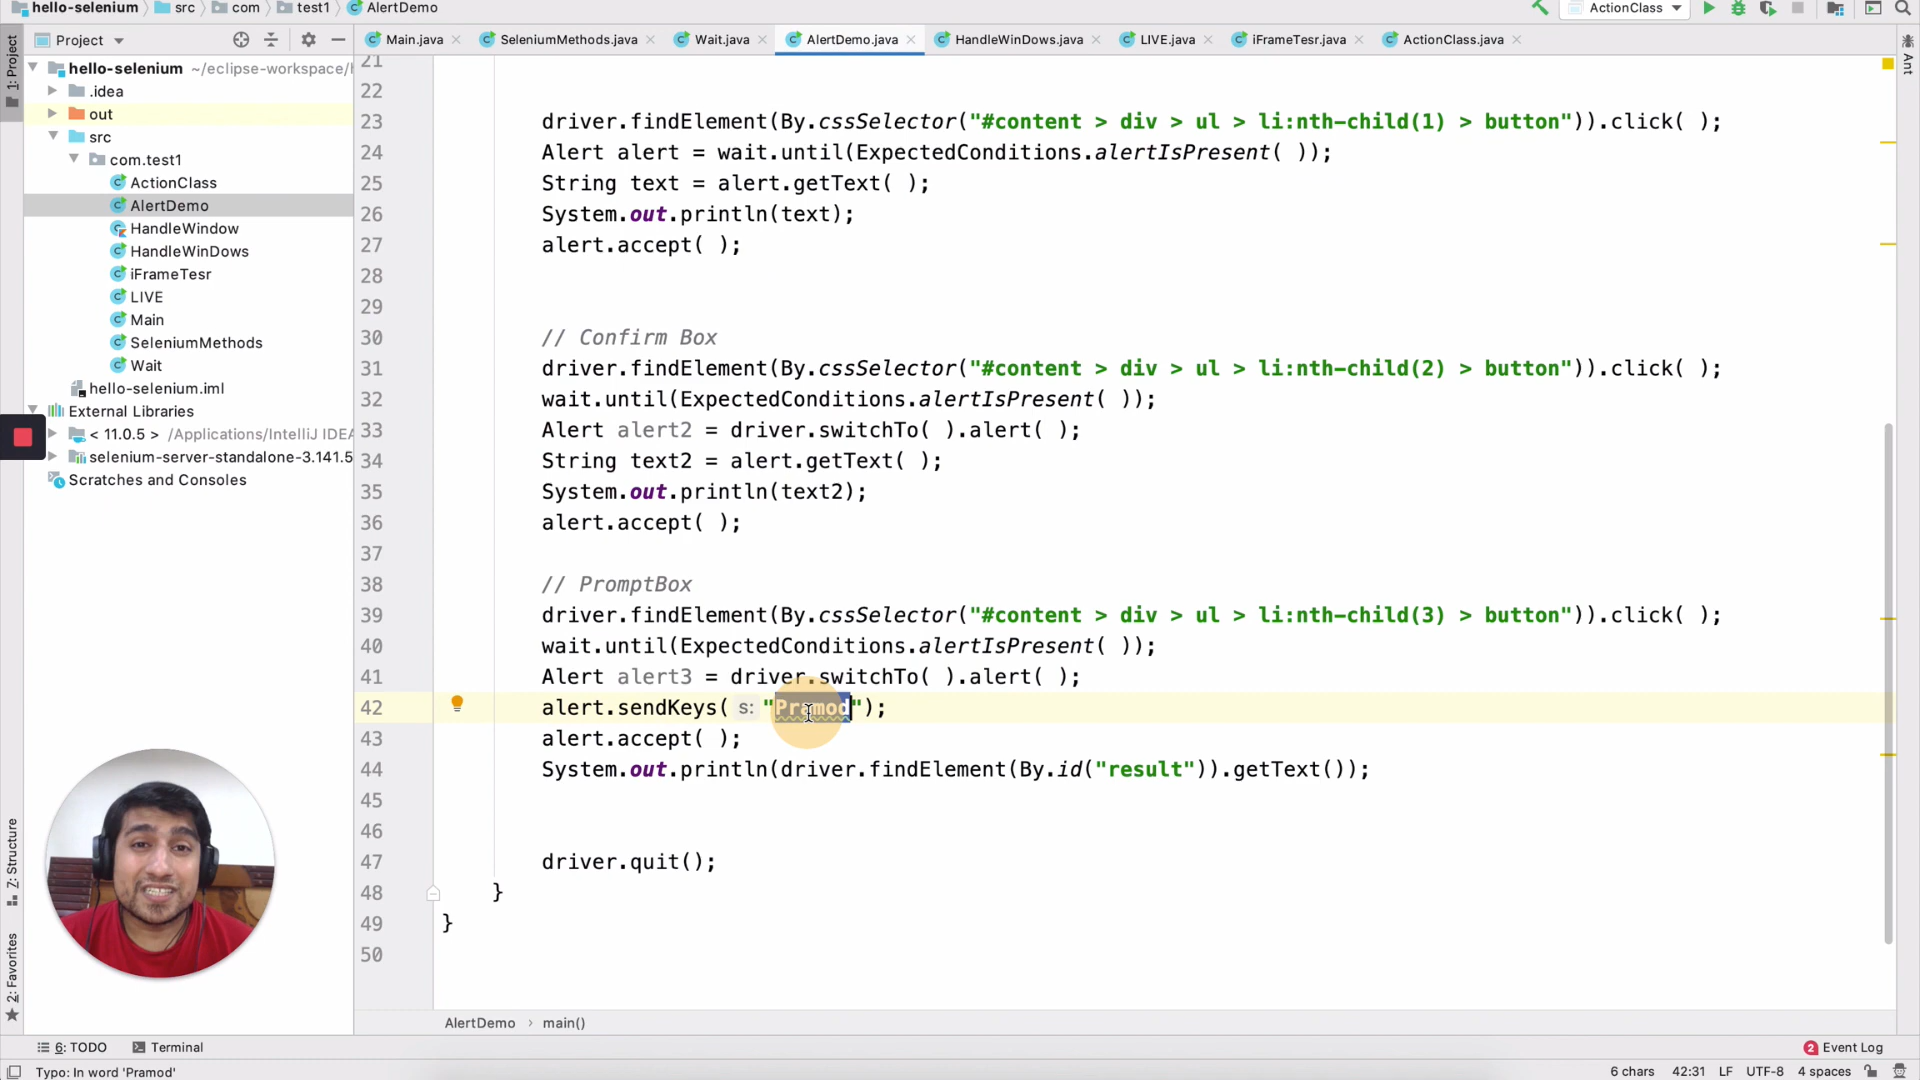 hello-selenium
src
com
test1
AlertDemo
ActionClass
Project
Main.java
SeleniumMethods.java
Wait.java
AlertDemo.java
HandleWinDows.java
LIVE.java
iFrameTesr.java
ActionClass.java
1: Project
Ant
hello-selenium ~/eclipse-workspace/
.idea
out
src
com.test1
ActionClass
AlertDemo
HandleWindow
HandleWinDows
iFrameTesr
LIVE
Main
SeleniumMethods
Wait
hello-selenium.iml
External Libraries
< 11.0.5 > /Applications/IntelliJ IDEA
selenium-server-standalone-3.141.5
Scratches and Consoles
21
22
23 driver.findElement(By.cssSelector("#content > div > ul > li:nth-child(1) > button")).click( );
24 Alert alert = wait.until(ExpectedConditions.alertIsPresent( ));
25 String text = alert.getText( );
26 System.out.println(text);
27 alert.accept( );
28
29
30 // Confirm Box
31 driver.findElement(By.cssSelector("#content > div > ul > li:nth-child(2) > button")).click( );
32 wait.until(ExpectedConditions.alertIsPresent( ));
33 Alert alert2 = driver.switchTo( ).alert( );
34 String text2 = alert.getText( );
35 System.out.println(text2);
36 alert.accept( );
37
38 // PromptBox
39 driver.findElement(By.cssSelector("#content > div > ul > li:nth-child(3) > button")).click( );
40 wait.until(ExpectedConditions.alertIsPresent( ));
41 Alert alert3 = driver.switchTo( ).alert( );
42 alert.sendKeys( s: "Pramod");
43 alert.accept( );
44 System.out.println(driver.findElement(By.id("result")).getText());
45
46
47 driver.quit();
48 }
49 }
50
Z: Structure
2: Favorites
AlertDemo › main()
6: TODO
Terminal
2 Event Log
Typo: In word 'Pramod'
6 chars
42:31
LF
UTF-8
4 spaces